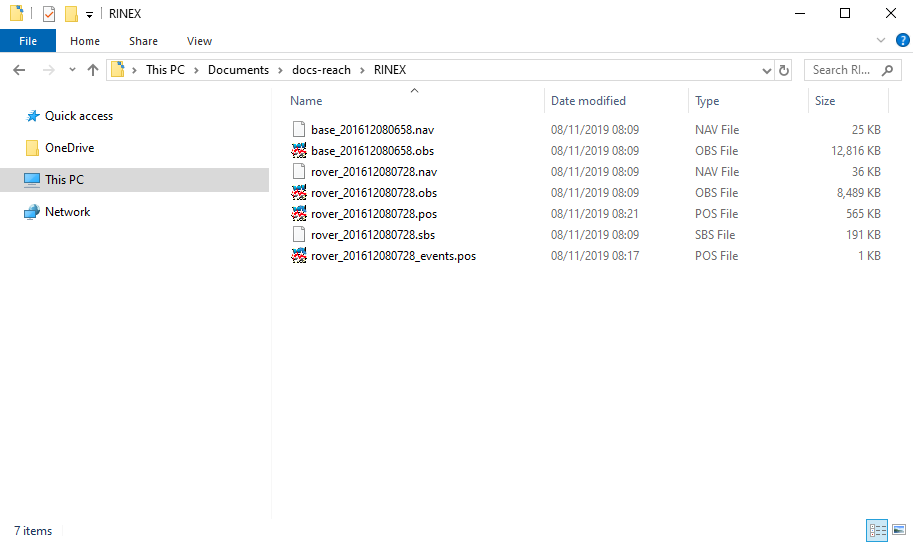 RINEX
File Home Share View
This PC Documents docs-reach RINEX Search RI...
Quick access
OneDrive
This PC
Network
Name Date modified Type Size
base_201612080658.nav 08/11/2019 08:09 NAV File 25 KB
base_201612080658.obs 08/11/2019 08:09 OBS File 12,816 KB
rover_201612080728.nav 08/11/2019 08:09 NAV File 36 KB
rover_201612080728.obs 08/11/2019 08:09 OBS File 8,489 KB
rover_201612080728.pos 08/11/2019 08:21 POS File 565 KB
rover_201612080728.sbs 08/11/2019 08:09 SBS File 191 KB
rover_201612080728_events.pos 08/11/2019 08:17 POS File 1 KB
7 items